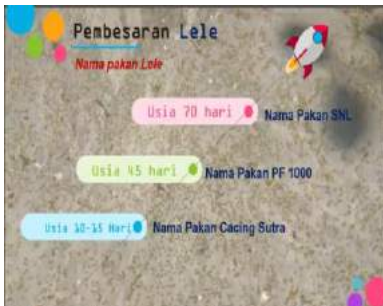 Pembesaran Lele
Nama pakan Lele
Usia 70 hari
Nama Pakan SNL
Usia 45 hari
Nama Pakan PF 1000
Usia 10-15 Hari
Nama Pakan Cacing Sutra